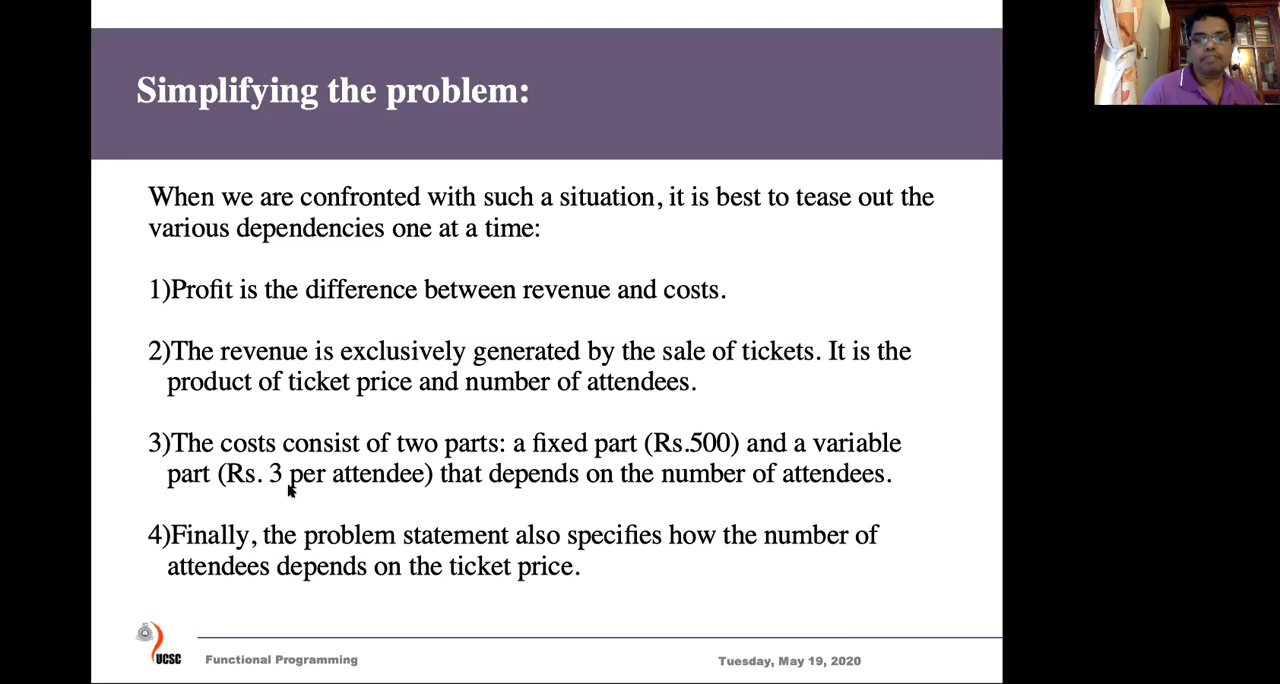 Simplifying the problem:
When we are confronted with such a situation, it is best to tease out the
various dependencies one at a time:
1)Profit is the difference between revenue and costs.
2)The revenue is exclusively generated by the sale of tickets. It is the
product of ticket price and number of attendees.
3)The costs consist of two parts: a fixed part (Rs.500) and a variable
part (Rs. 3 per attendee) that depends on the number of attendees.
4)Finally, the problem statement also specifies how the number of
attendees depends on the ticket price.
UCSC
Functional Programming
Tuesday, May 19, 2020